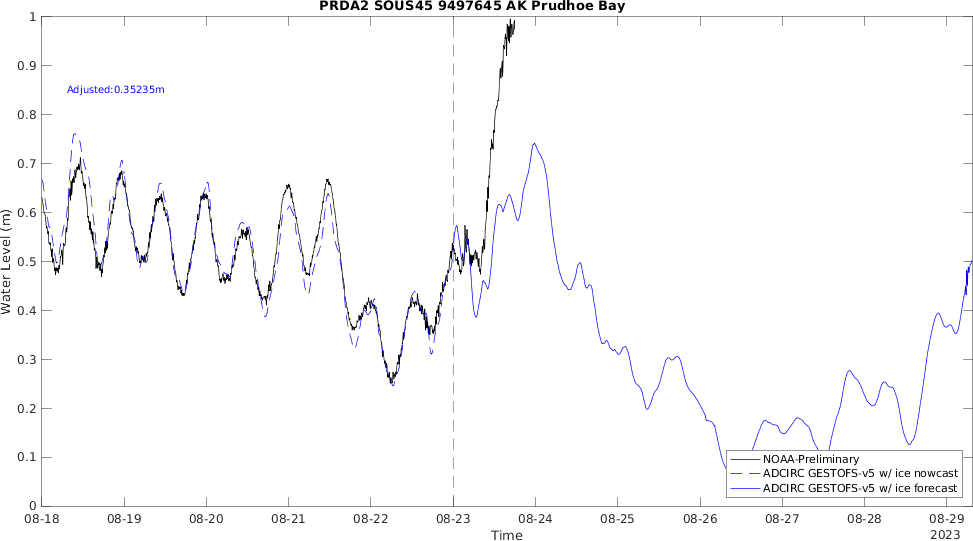 PRDA2 SOUS45 9497645 AK Prudhoe Bay
1
0.9
Adjusted:0.35235m
0.8
0.7
0.6
0.5
Water Level (m)
0.4
0.3
0.2
0.1
0
NOAA-Preliminary
ADCIRC GESTOFS-v5 w/ ice nowcast
ADCIRC GESTOFS-v5 w/ ice forecast
08-18 08-19 08-20 08-21 08-22 08-23 08-24 08-25 08-26 08-27 08-28 08-29
Time
2023